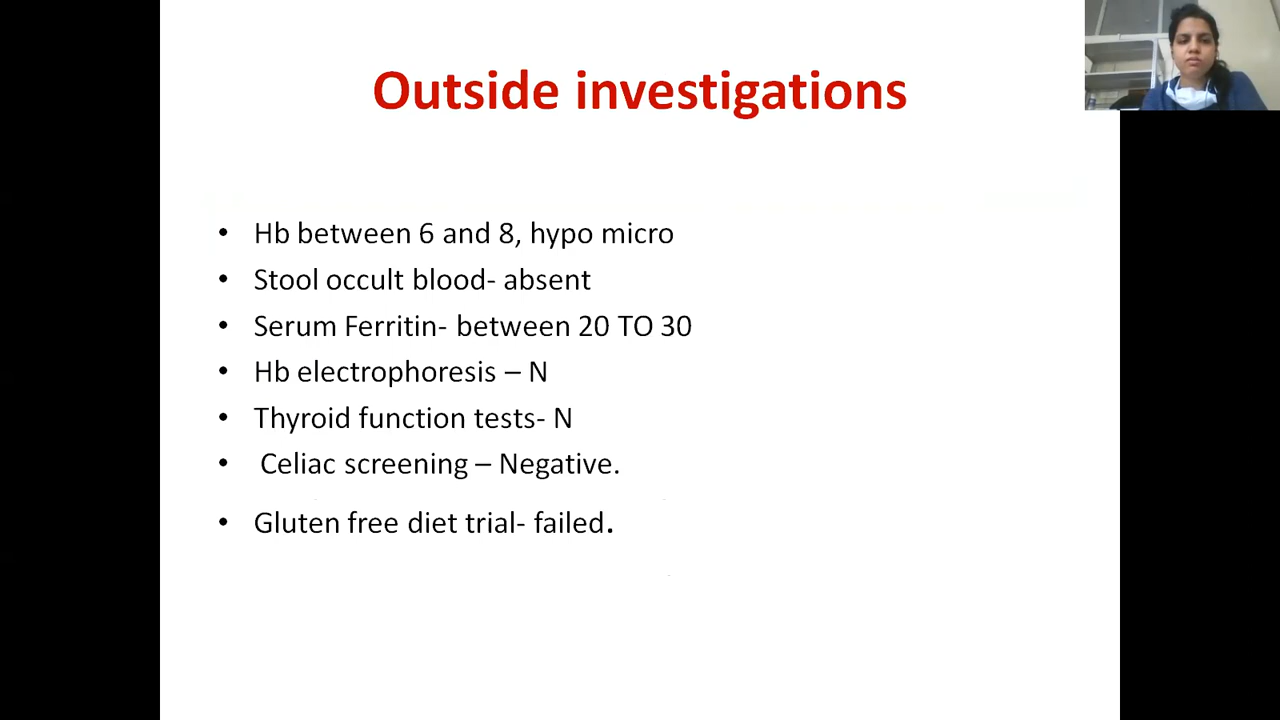 Outside investigations
• Hb between 6 and 8, hypo micro
• Stool occult blood- absent
• Serum Ferritin- between 20 TO 30
• Hb electrophoresis – N
• Thyroid function tests- N
• Celiac screening – Negative.
• Gluten free diet trial- failed.